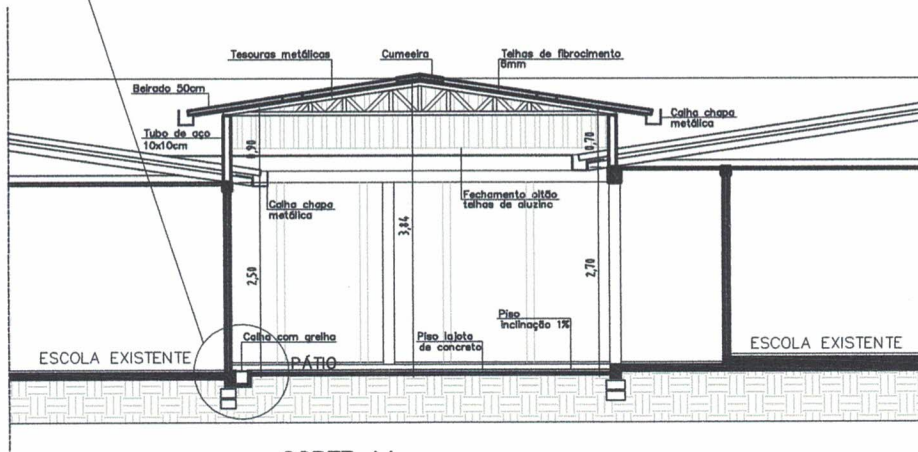 Tesouras metálicas
Cumeeira
Telhas de fibrocimento
6mm
Beirado 50cm
Calha chapa
metálica
Tubo de aço
10x10cm
0,90
0,70
Fechamento oitão
telhas de aluzinc
Calha chapa
metálica
3,84
2,50
2,70
Piso
inclinação 1%
Calha com grelha
Piso lajota
de concreto
ESCOLA EXISTENTE
PÁTIO
ESCOLA EXISTENTE